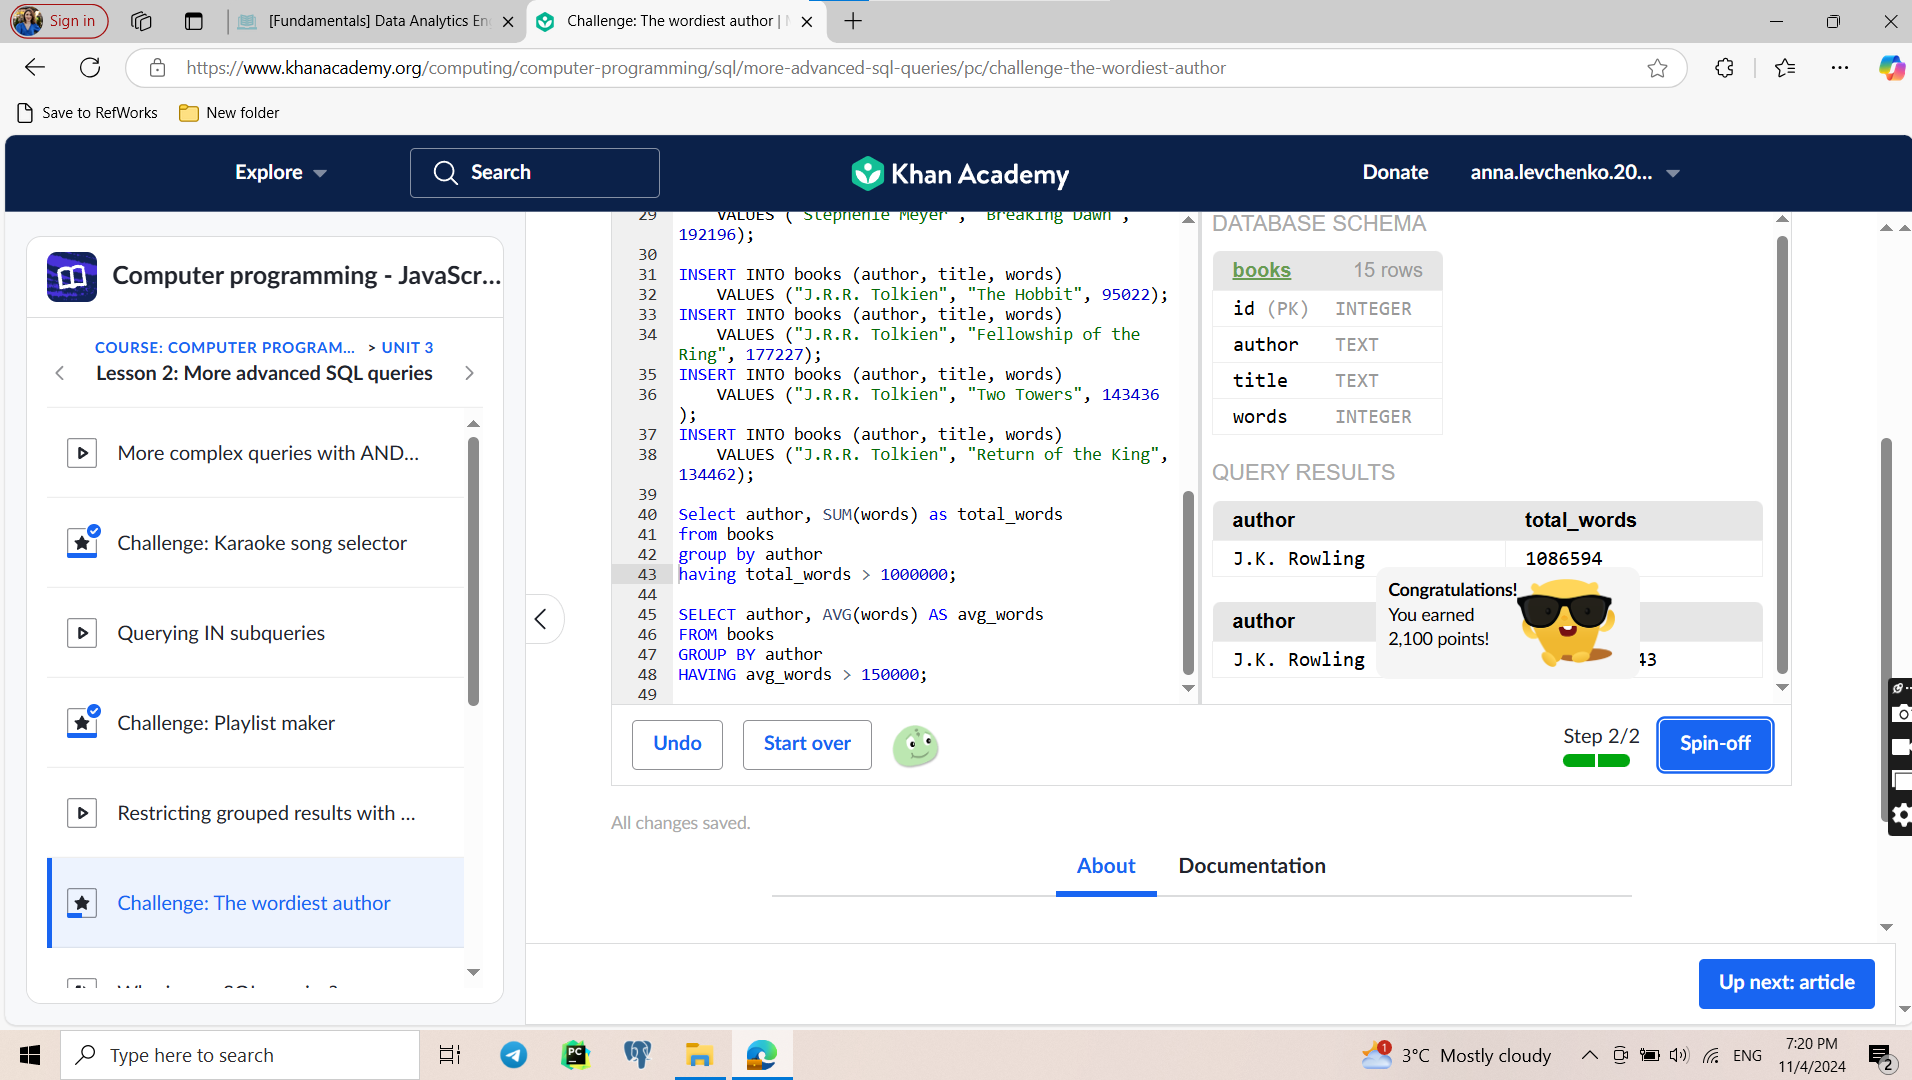 Sign in
[Fundamentals] Data Analytics En
Challenge: The wordiest author |
https://www.khanacademy.org/computing/computer-programming/sql/more-advanced-sql-queries/pc/challenge-the-wordiest-author
Save to RefWorks
New folder
Explore
Search
Khan Academy
Donate
anna.levchenko.20...
Computer programming - JavaScr...
COURSE: COMPUTER PROGRAM... > UNIT 3
Lesson 2: More advanced SQL queries
More complex queries with AND...
Challenge: Karaoke song selector
Querying IN subqueries
Challenge: Playlist maker
Restricting grouped results with ...
Challenge: The wordiest author
29 VALUES ("Stephenie Meyer", "Breaking Dawn",
192196);
30
31 INSERT INTO books (author, title, words)
32 VALUES ("J.R.R. Tolkien", "The Hobbit", 95022);
33 INSERT INTO books (author, title, words)
34 VALUES ("J.R.R. Tolkien", "Fellowship of the
Ring", 177227);
35 INSERT INTO books (author, title, words)
36 VALUES ("J.R.R. Tolkien", "Two Towers", 143436
);
37 INSERT INTO books (author, title, words)
38 VALUES ("J.R.R. Tolkien", "Return of the King",
134462);
39
40 Select author, SUM(words) as total_words
41 from books
42 group by author
43 having total_words > 1000000;
44
45 SELECT author, AVG(words) AS avg_words
46 FROM books
47 GROUP BY author
48 HAVING avg_words > 150000;
49
DATABASE SCHEMA
books 15 rows
id (PK) INTEGER
author TEXT
title TEXT
words INTEGER
QUERY RESULTS
author total_words
J.K. Rowling 1086594
author
J.K. Rowling 43
Congratulations!
You earned
2,100 points!
Undo
Start over
Step 2/2
Spin-off
All changes saved.
About
Documentation
Up next: article
Type here to search
PC
1
3°C Mostly cloudy
ENG
7:20 PM
11/4/2024
2